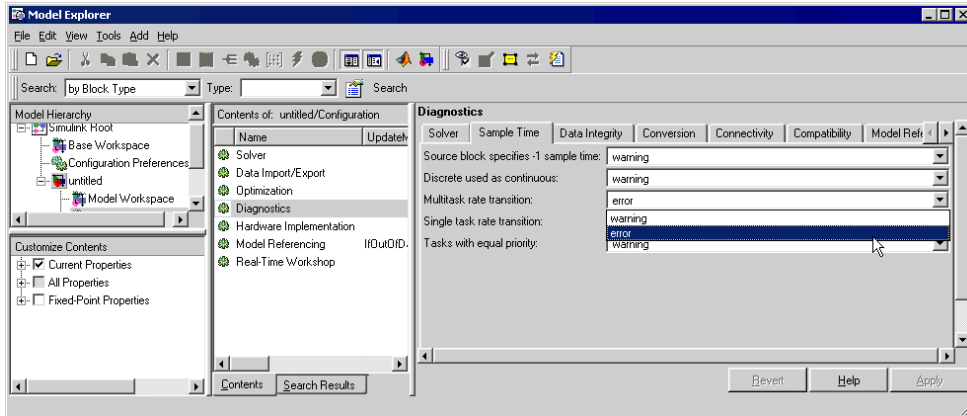 Model Explorer
File Edit View Tools Add Help
Search: by Block Type Type: Search
Model Hierarchy
Simulink Root
Base Workspace
Configuration Preferences
untitled
Model Workspace
Customize Contents
Current Properties
All Properties
Fixed-Point Properties
Contents of: untitled/Configuration
Name
Solver
Data Import/Export
Optimization
Diagnostics
Hardware Implementation
Model Referencing IfOutOfD.
Real-Time Workshop
Contents Search Results
Diagnostics
Solver Sample Time Data Integrity Conversion Connectivity Compatibility Model Refe
Source block specifies -1 sample time: warning
Discrete used as continuous: warning
Multitask rate transition: error
Single task rate transition: warning
error
Tasks with equal priority: warning
Revert Help Apply